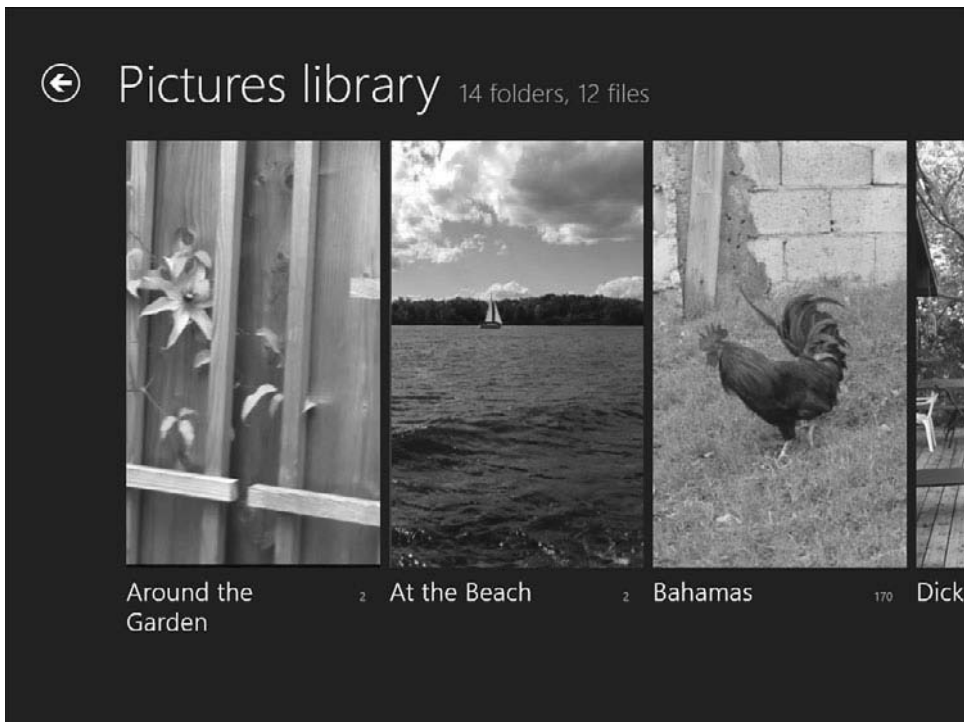 Pictures library 14 folders, 12 files
Around the 2 At the Beach 2 Bahamas 170 Dick
Garden